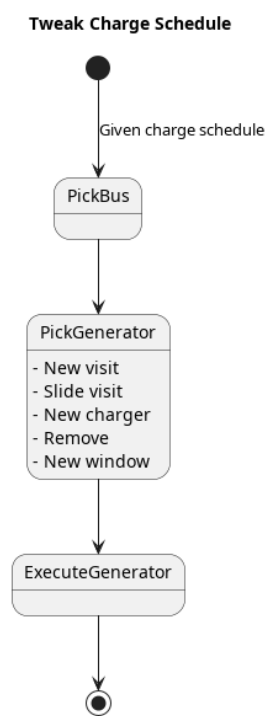 Tweak Charge Schedule
Given charge schedule
PickBus
PickGenerator
- New visit
- Slide visit
- New charger
- Remove
- New window
ExecuteGenerator